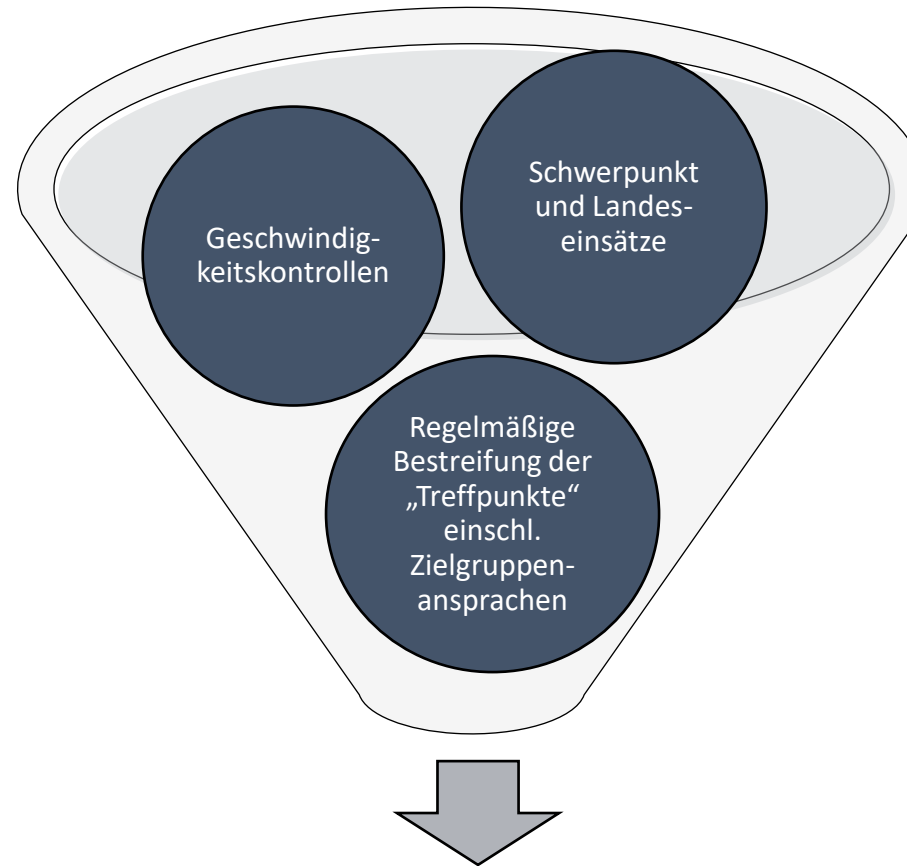 Geschwindig-
keitskontrollen
Schwerpunkt
und Landes-
einsätze
Regelmäßige
Bestreifung der
„Treffpunkte“
einschl.
Zielgruppen-
ansprachen